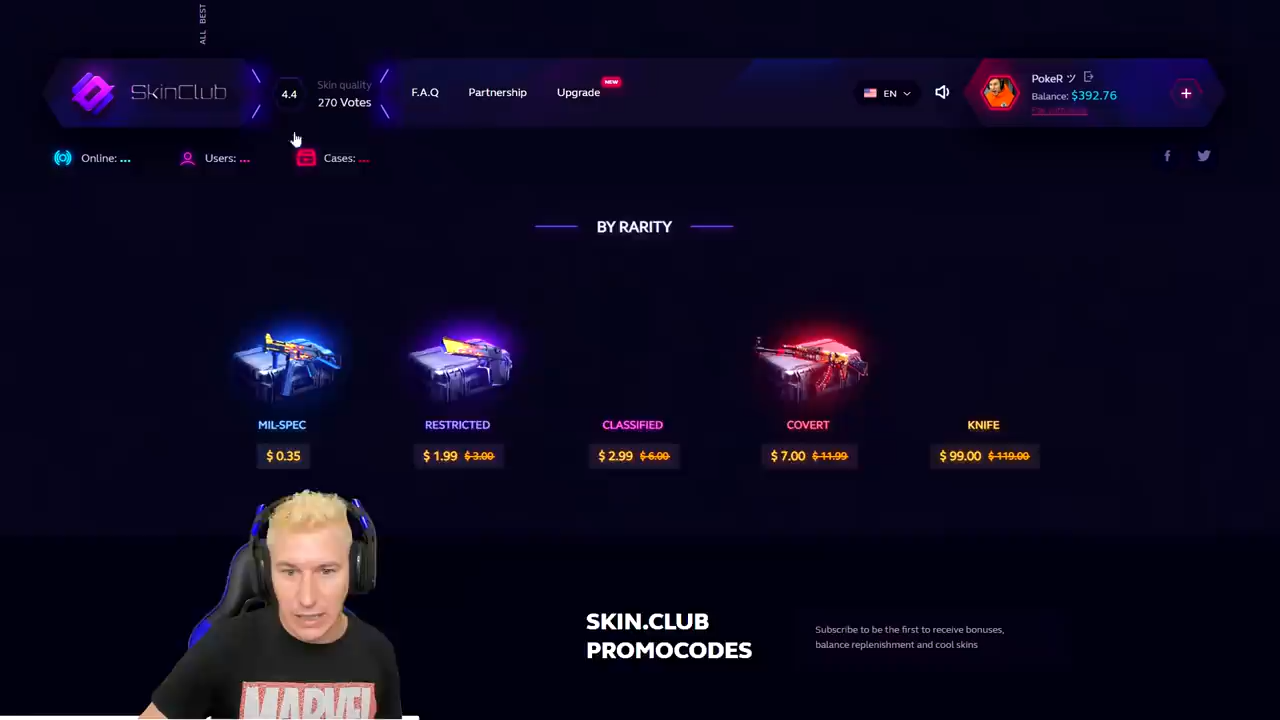 ALL BEST
SkinClub
4.4
Skin quality
270 Votes
F.A.Q
Partnership
Upgrade
NEW
EN
PokeR ツ
Balance: $392.76
Online: ...
Users: ...
Cases: ...
BY RARITY
MIL-SPEC
RESTRICTED
CLASSIFIED
COVERT
KNIFE
$ 0.35
$ 1.99 $ 3.00
$ 2.99 $ 6.00
$ 7.00 $ 11.99
$ 99.00 $ 119.00
SKIN.CLUB
PROMOCODES
Subscribe to be the first to receive bonuses,
balance replenishment and cool skins
MARVEL